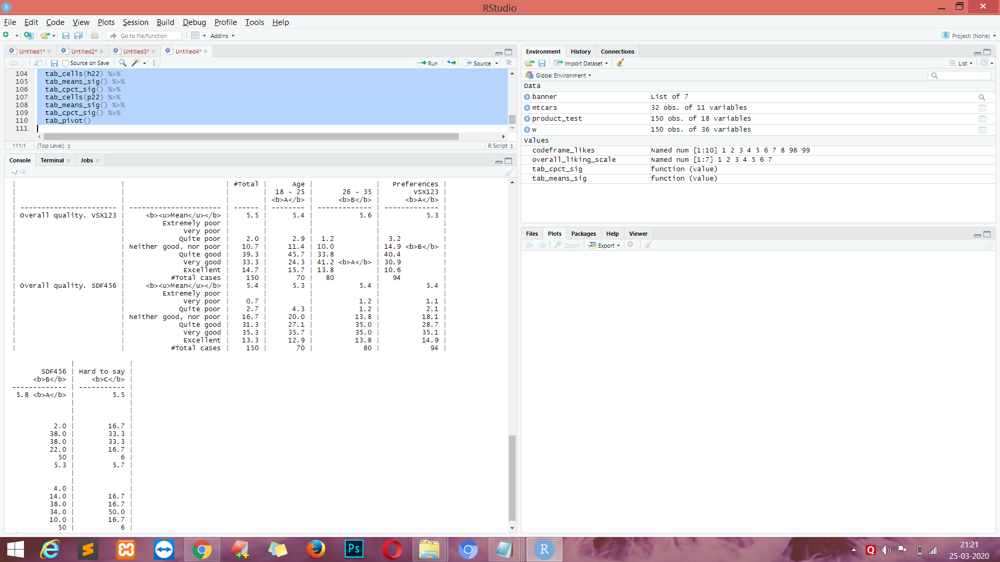 RStudio
File Edit Code View Plots Session Build Debug Profile Tools Help
Go to file/function Addins Project: (None)
Untitled1* Untitled2* Untitled3* Untitled4*
Source on Save Run Source
104 tab_cells(h22) %>%
105 tab_means_sig() %>%
106 tab_cpct_sig() %>%
107 tab_cells(p22) %>%
108 tab_means_sig() %>%
109 tab_cpct_sig() %>%
110 tab_pivot()
111
111:1 (Top Level) R Script
Console Terminal Jobs
~/
| | | #Total | Age | | Preferences |
| | | | 18 - 25 | 26 - 35 | VSX123 |
| | | | <b>A</b> | <b>B</b> | <b>A</b> |
| ----------------------- | ---------------------- | ------ | -------- | ------------- | ------------- |
| Overall quality. VSX123 | <b><u>Mean</u></b> | 5.5 | 5.4 | 5.6 | 5.3 |
| | Extremely poor | | | | |
| | Very poor | | | | |
| | Quite poor | 2.0 | 2.9 | 1.2 | 3.2 |
| | Neither good, nor poor | 10.7 | 11.4 | 10.0 | 14.9 <b>B</b> |
| | Quite good | 39.3 | 45.7 | 33.8 | 40.4 |
| | Very good | 33.3 | 24.3 | 41.2 <b>A</b> | 30.9 |
| | Excellent | 14.7 | 15.7 | 13.8 | 10.6 |
| | #Total cases | 150 | 70 | 80 | 94 |
| Overall quality. SDF456 | <b><u>Mean</u></b> | 5.4 | 5.3 | 5.4 | 5.4 |
| | Extremely poor | | | | |
| | Very poor | 0.7 | | 1.2 | 1.1 |
| | Quite poor | 2.7 | 4.3 | 1.2 | 2.1 |
| | Neither good, nor poor | 16.7 | 20.0 | 13.8 | 18.1 |
| | Quite good | 31.3 | 27.1 | 35.0 | 28.7 |
| | Very good | 35.3 | 35.7 | 35.0 | 35.1 |
| | Excellent | 13.3 | 12.9 | 13.8 | 14.9 |
| | #Total cases | 150 | 70 | 80 | 94 |
| |
SDF456 | Hard to say |
<b>B</b> | <b>C</b> |
------------- | ----------- |
5.8 <b>A</b> | 5.5 |
| |
| |
| |
2.0 | 16.7 |
38.0 | 33.3 |
38.0 | 33.3 |
22.0 | 16.7 |
50 | 6 |
5.3 | 5.7 |
| |
| |
4.0 | |
14.0 | 16.7 |
38.0 | 16.7 |
34.0 | 50.0 |
10.0 | 16.7 |
50 | 6 |
Environment History Connections
Import Dataset List
Global Environment
Data
banner List of 7
mtcars 32 obs. of 11 variables
product_test 150 obs. of 18 variables
w 150 obs. of 36 variables
Values
codeframe_likes Named num [1:10] 1 2 3 4 5 6 7 8 98 99
overall_liking_scale Named num [1:7] 1 2 3 4 5 6 7
tab_cpct_sig function (value)
tab_means_sig function (value)
Files Plots Packages Help Viewer
Zoom Export
Ps
R
Q
21:21
25-03-2020